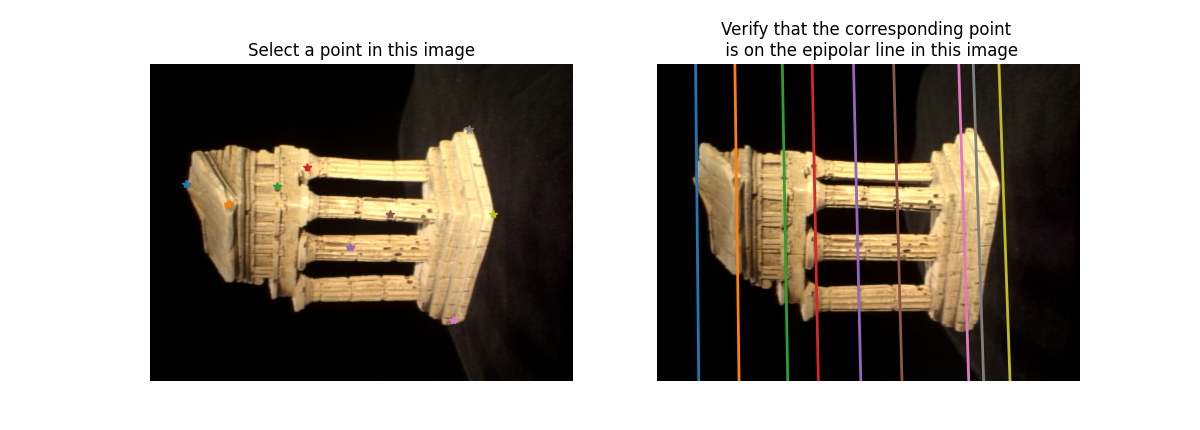 Select a point in this image
Verify that the corresponding point
is on the epipolar line in this image